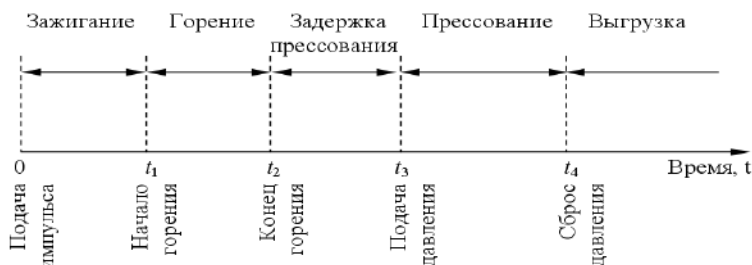 Зажигание Горение Задержка прессования Прессование Выгрузка
0 t₁ t₂ t₃ t₄ Время, t
Подача импульса
Начало горения
Конец горения
Подача давления
Сброс давления